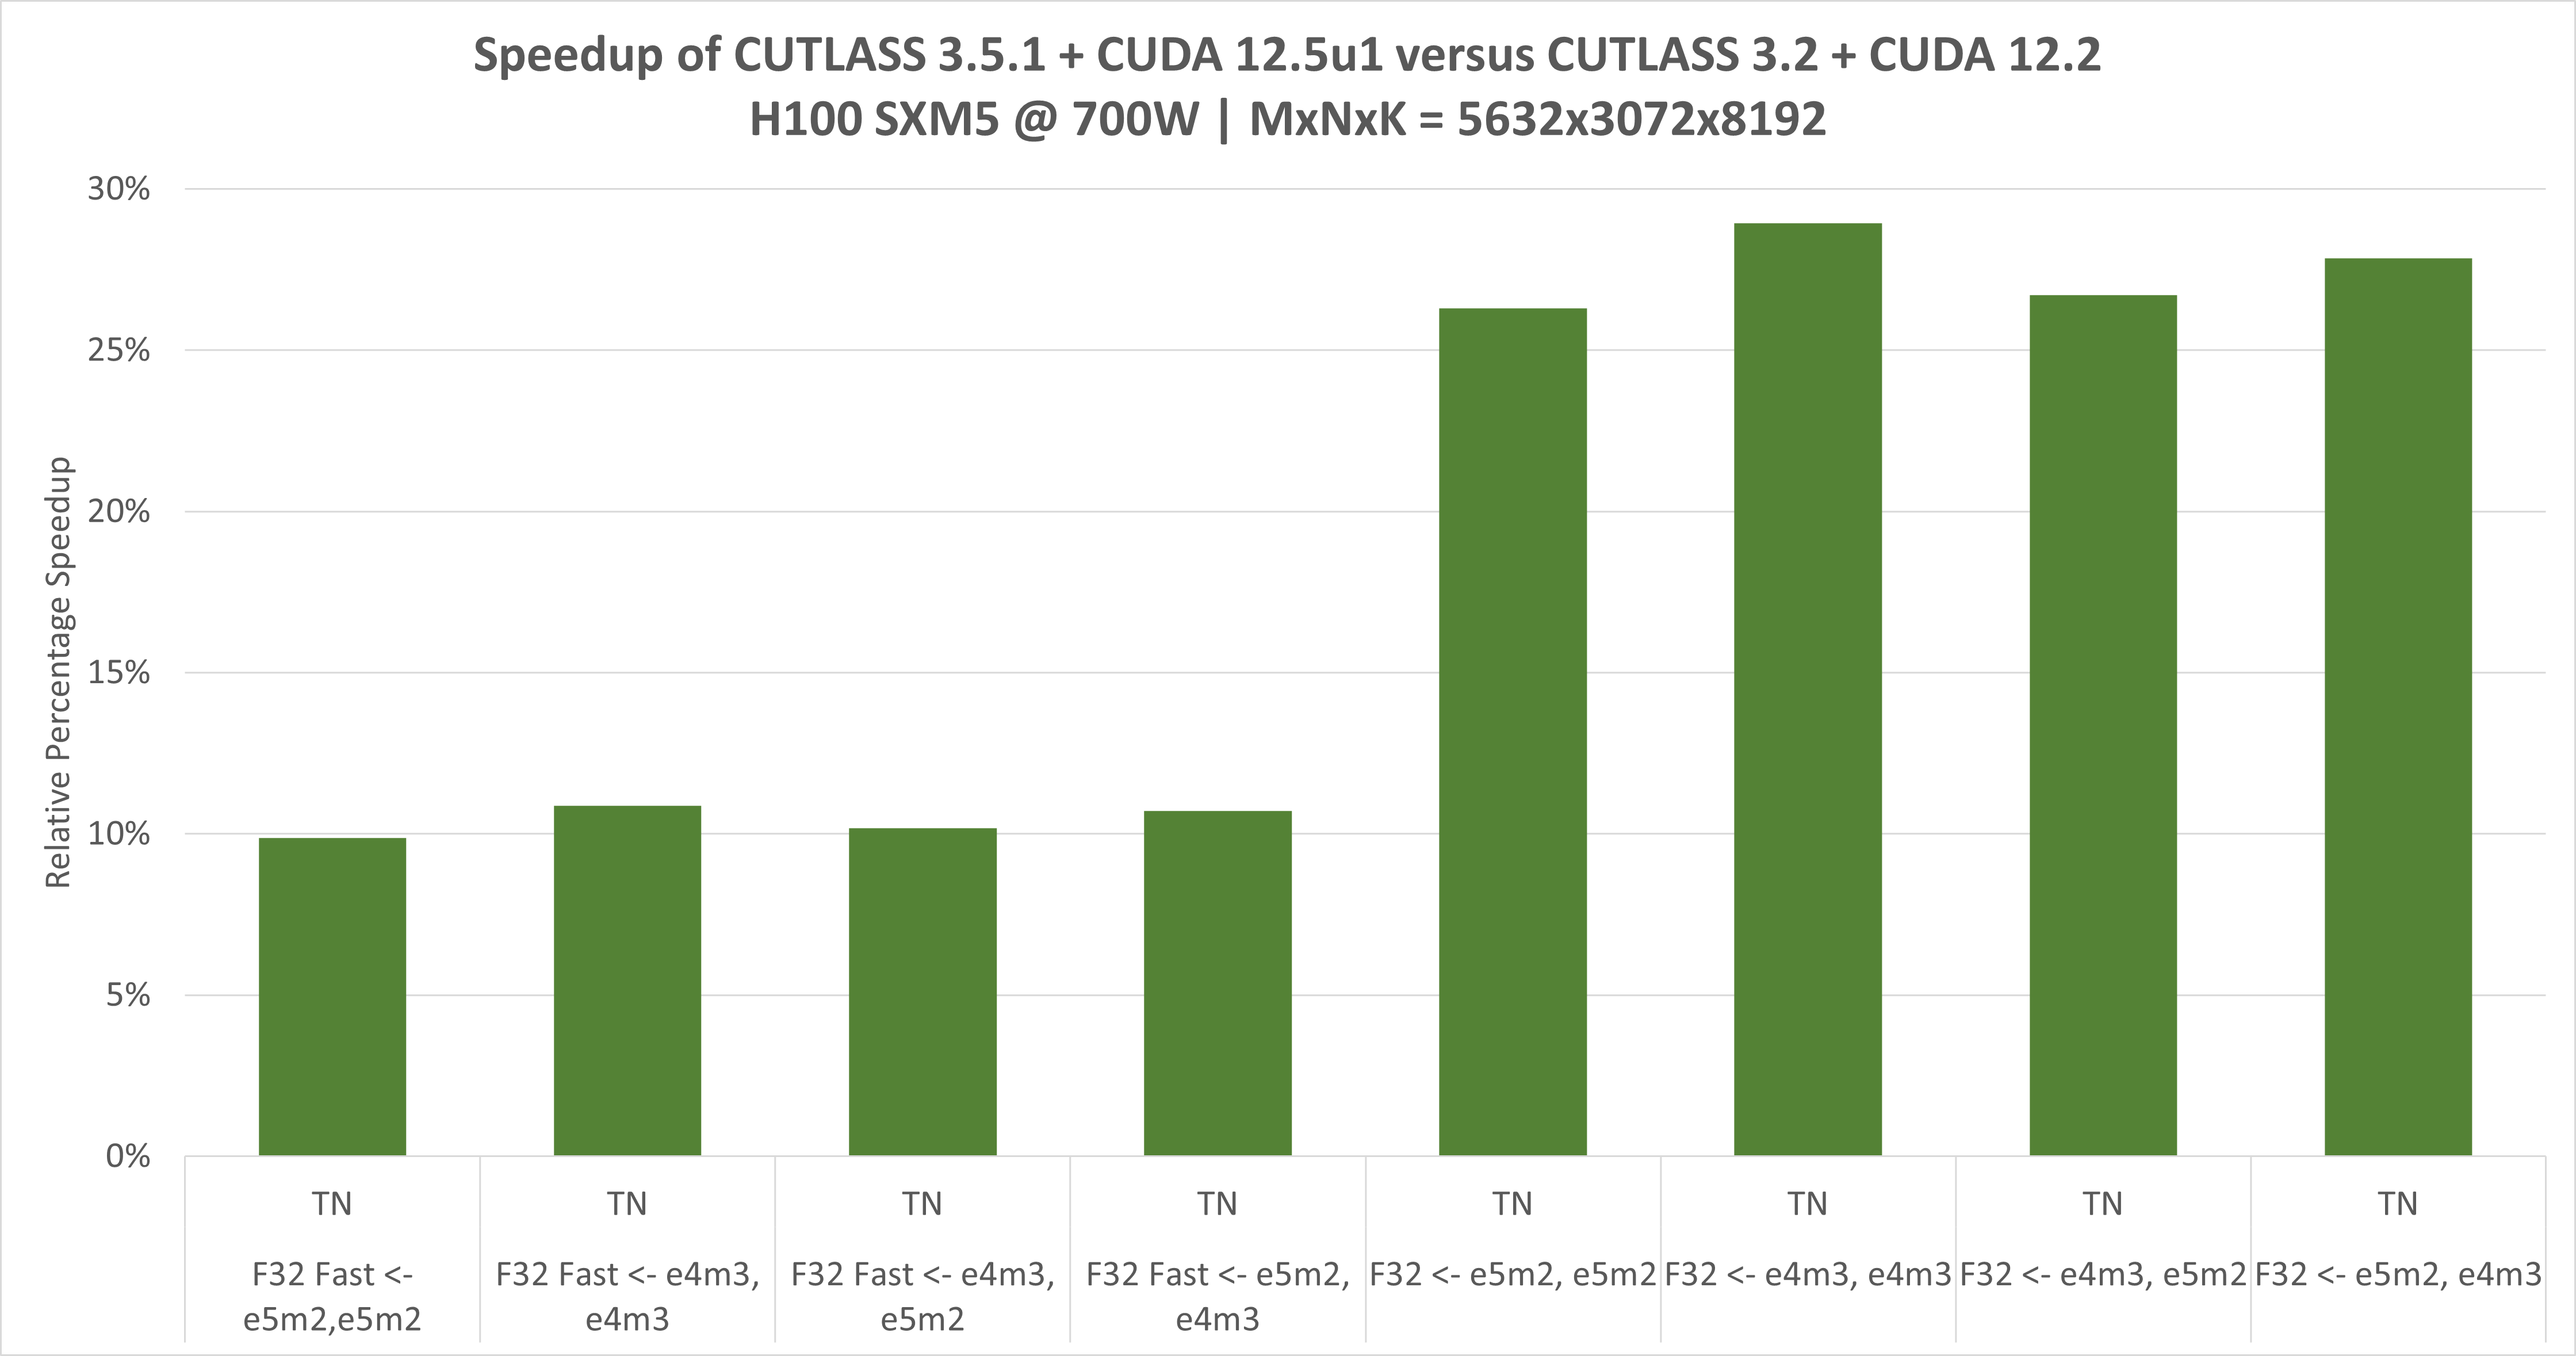 Speedup of CUTLASS 3.5.1 + CUDA 12.5u1 versus CUTLASS 3.2 + CUDA 12.2
H100 SXM5 @ 700W | MxNxK = 5632x3072x8192
Relative Percentage Speedup
30%
25%
20%
15%
10%
5%
0%
TN TN TN TN TN TN TN TN
F32 Fast <-
e5m2,e5m2
F32 Fast <- e4m3,
e4m3
F32 Fast <- e4m3,
e5m2
F32 Fast <- e5m2,
e4m3
F32 <- e5m2, e5m2
F32 <- e4m3, e4m3
F32 <- e4m3, e5m2
F32 <- e5m2, e4m3